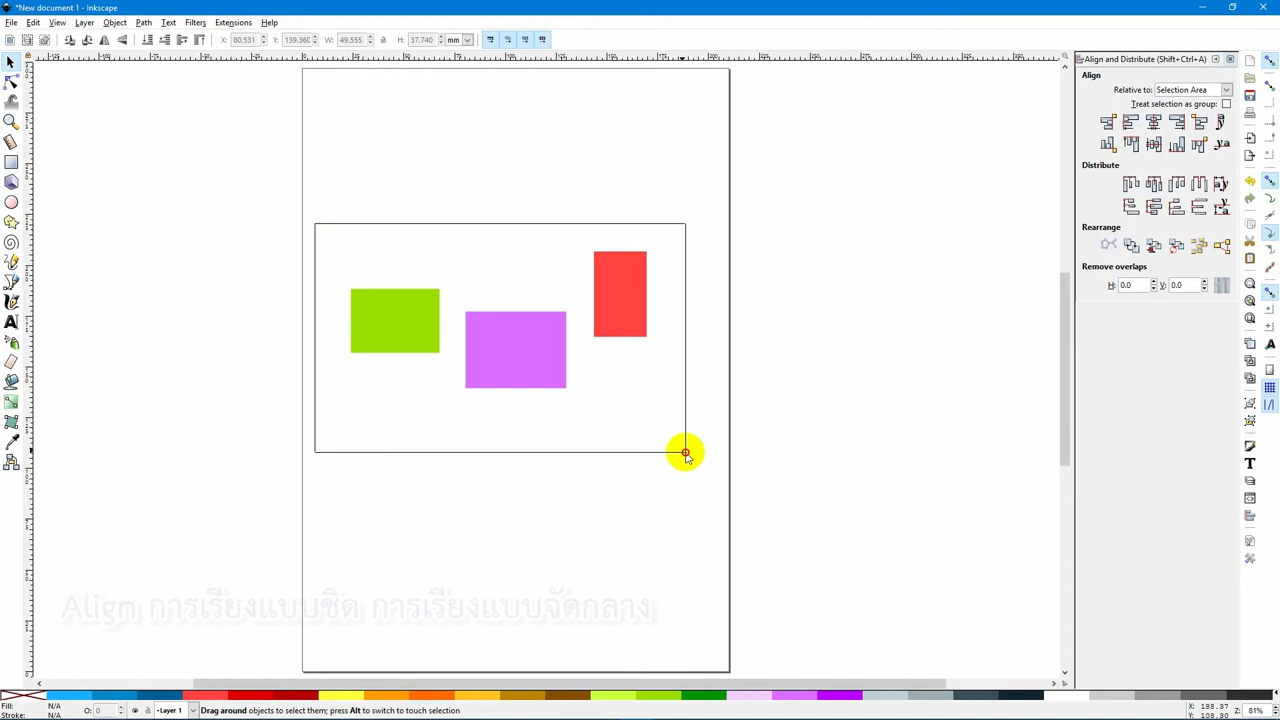 *New document 1 - Inkscape
File Edit View Layer Object Path Text Filters Extensions Help
X: 80.531 Y: 139.360 W: 49.555 H: 37.740 mm
Align and Distribute (Shift+Ctrl+A)
Align
Relative to: Selection Area
Treat selection as group:
Distribute
Rearrange
Remove overlaps
H: 0.0 V: 0.0
Align การเรียงแบบชิด การเรียงแบบจัดกลาง
Fill: N/A
Stroke: N/A
O: 0
Layer 1
Drag around objects to select them; press Alt to switch to touch selection
X: 188.37
Y: 108.30
Z: 81%